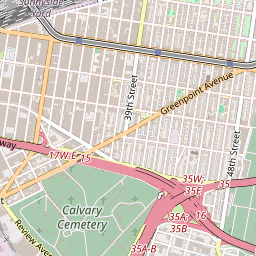 Sunnyside
Yard
39th Street
Greenpoint Avenue
48th Street
17W-E
15
35W
35E
35
Calvary
Cemetery
35A
16
35B
Review Avenue
35A-B